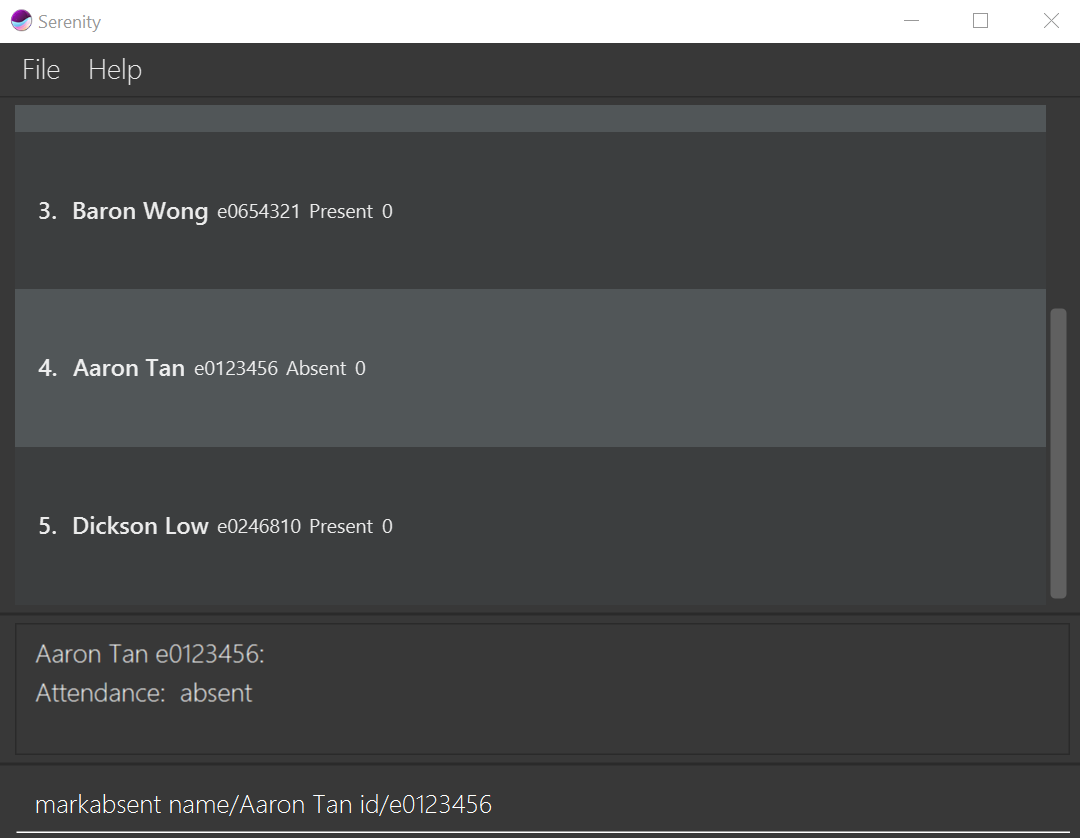 Serenity
File Help
3. Baron Wong e0654321 Present 0
4. Aaron Tan e0123456 Absent 0
5. Dickson Low e0246810 Present 0
Aaron Tan e0123456:
Attendance: absent
markabsent name/Aaron Tan id/e0123456